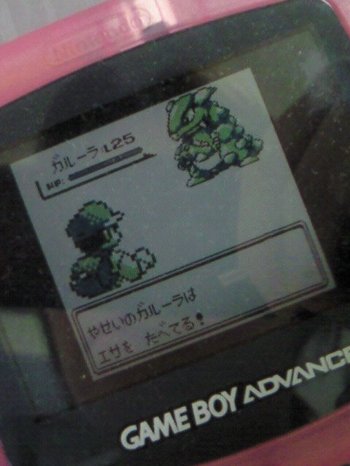 Nintendo
ガルーラ :L25
HP:
やせいのガルーラは
エサを たべてる!
GAME BOY ADVANCE